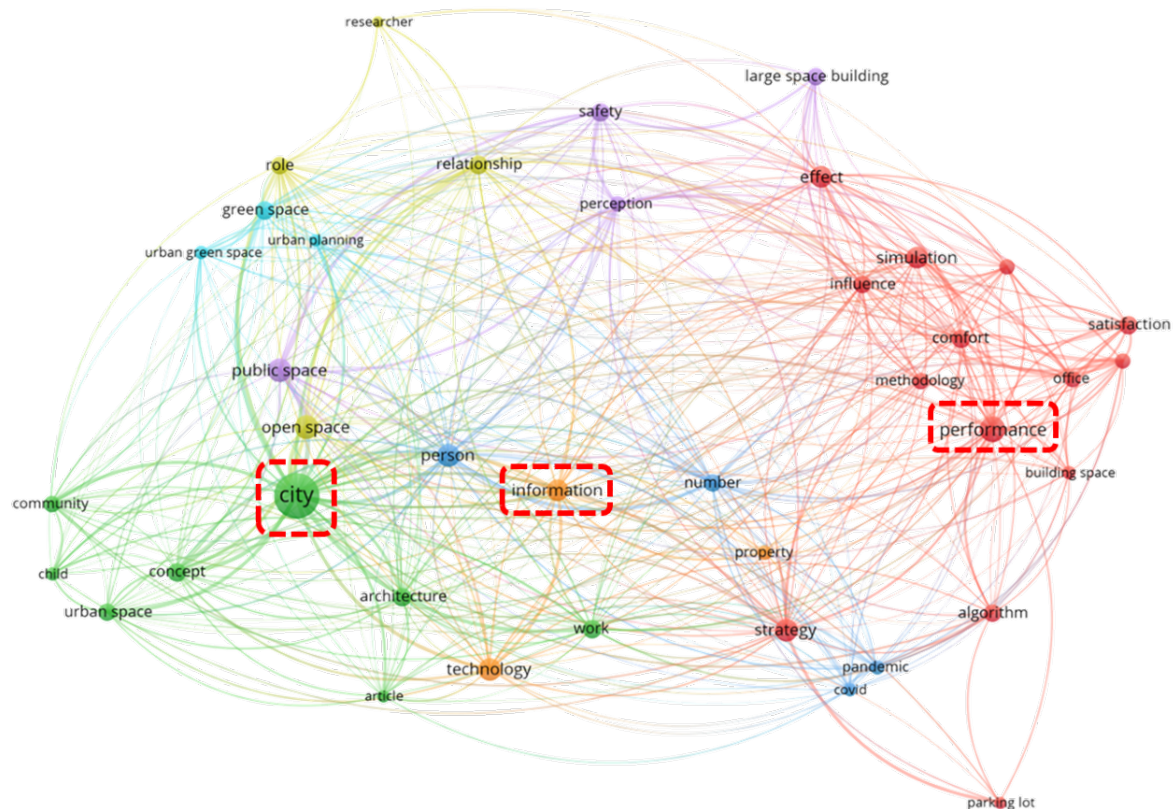 researcher
large space building
safety
role
relationship
effect
perception
green space
urban planning
urban green space
simulation
influence
satisfaction
comfort
public space
methodology
office
open space
performance
person
building space
number
information
city
community
property
child
concept
architecture
urban space
algorithm
work
strategy
technology
pandemic
covid
article
parking lot